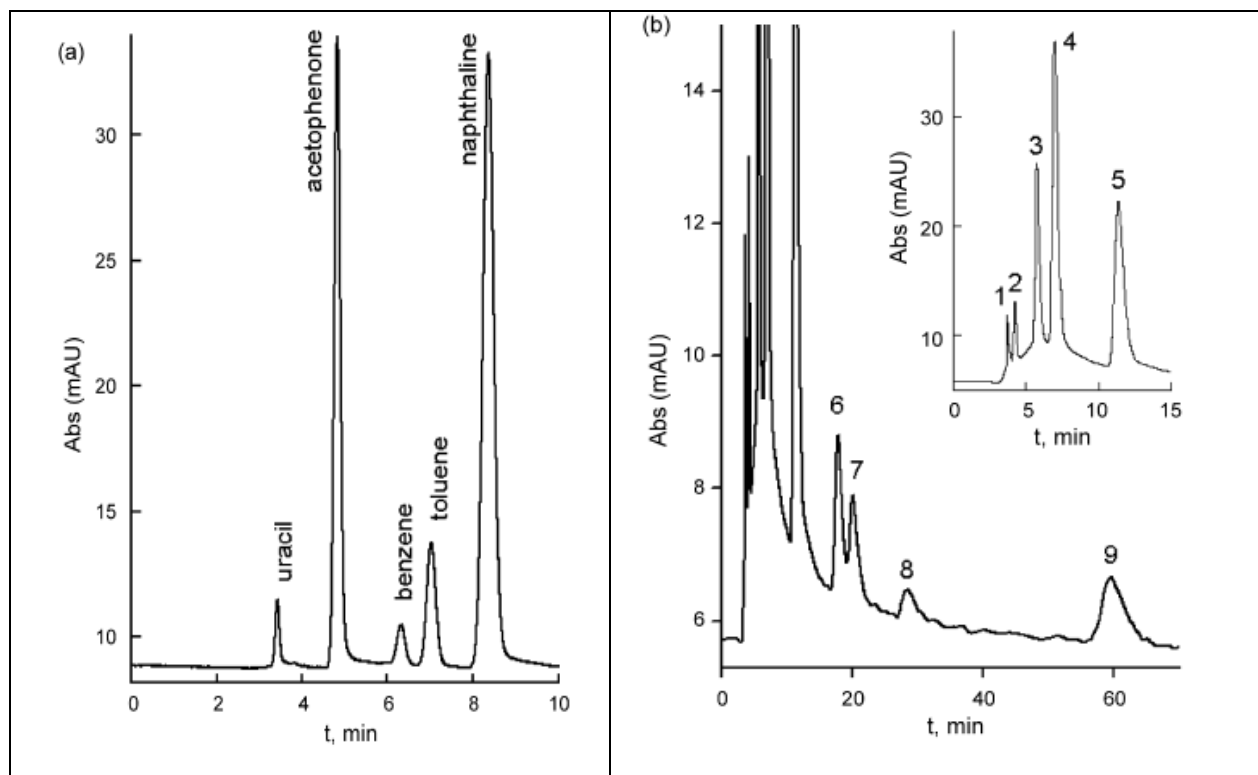 (a)
uracil
acetophenone
benzene
toluene
naphthaline
Abs (mAU)
30
25
20
15
10
0 2 4 6 8 10
t, min
(b)
Abs (mAU)
14
12
10
8
6
6
7
8
9
0 20 40 60
t, min
Abs (mAU)
30
20
10
1
2
3
4
5
0 5 10 15
t, min